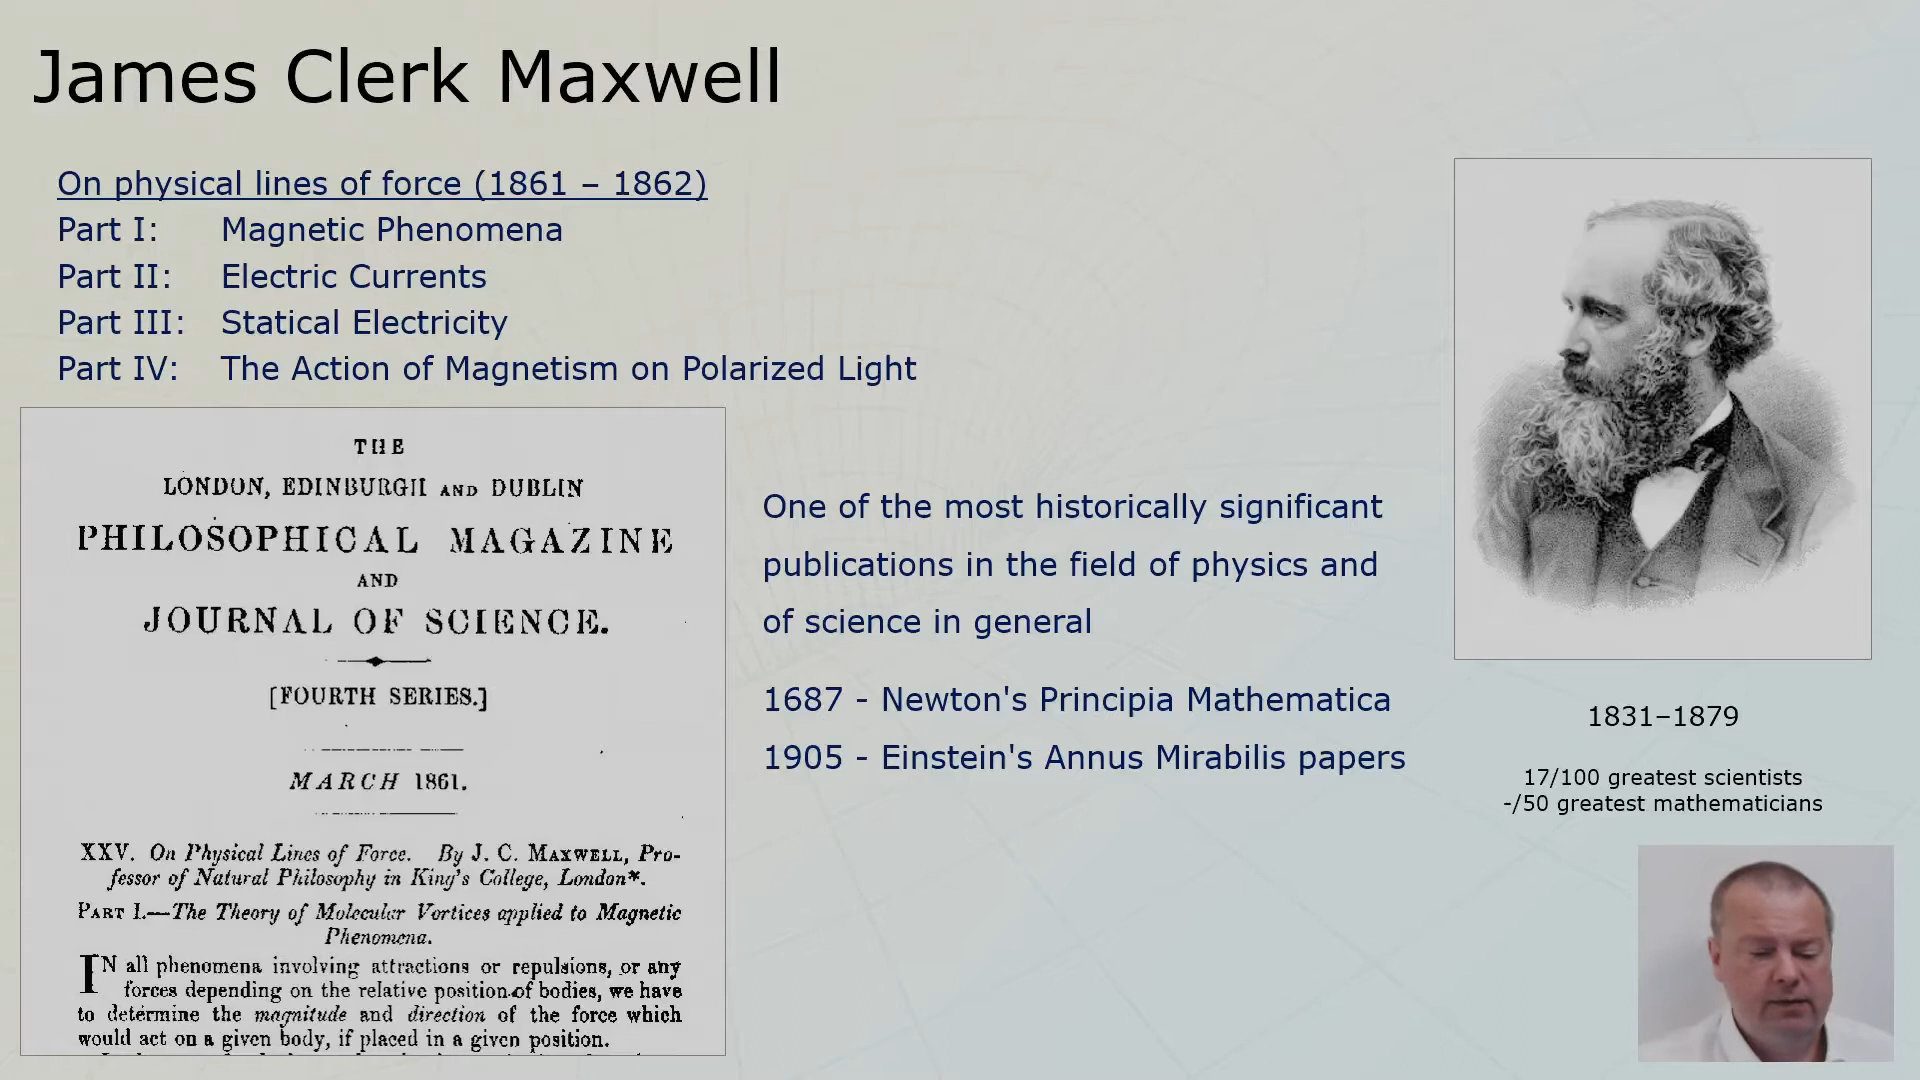 James Clerk Maxwell
On physical lines of force (1861 – 1862)
Part I: Magnetic Phenomena
Part II: Electric Currents
Part III: Statical Electricity
Part IV: The Action of Magnetism on Polarized Light
THE
LONDON, EDINBURGH AND DUBLIN
PHILOSOPHICAL MAGAZINE
AND
JOURNAL OF SCIENCE.
[FOURTH SERIES.]
MARCH 1861.
XXV. On Physical Lines of Force. By J. C. MAXWELL, Pro-
fessor of Natural Philosophy in King's College, London*.
PART I.—The Theory of Molecular Vortices applied to Magnetic
Phenomena.
IN all phenomena involving attractions or repulsions, or any
forces depending on the relative position of bodies, we have
to determine the magnitude and direction of the force which
would act on a given body, if placed in a given position.
One of the most historically significant
publications in the field of physics and
of science in general
1687 - Newton's Principia Mathematica
1905 - Einstein's Annus Mirabilis papers
1831–1879
17/100 greatest scientists
-/50 greatest mathematicians